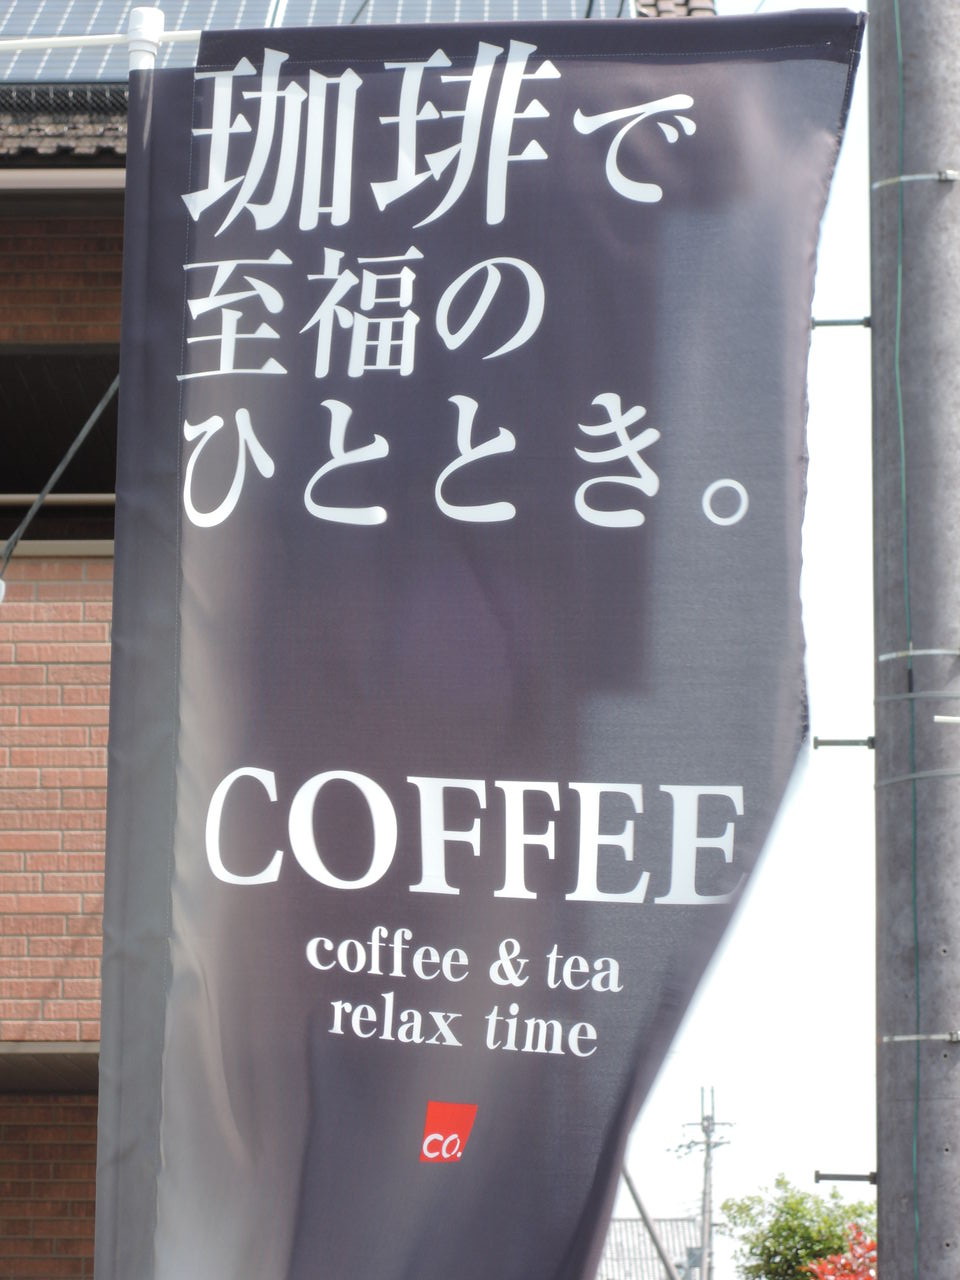 珈琲で
至福の
ひととき。
COFFEE
coffee & tea
relax time
co.